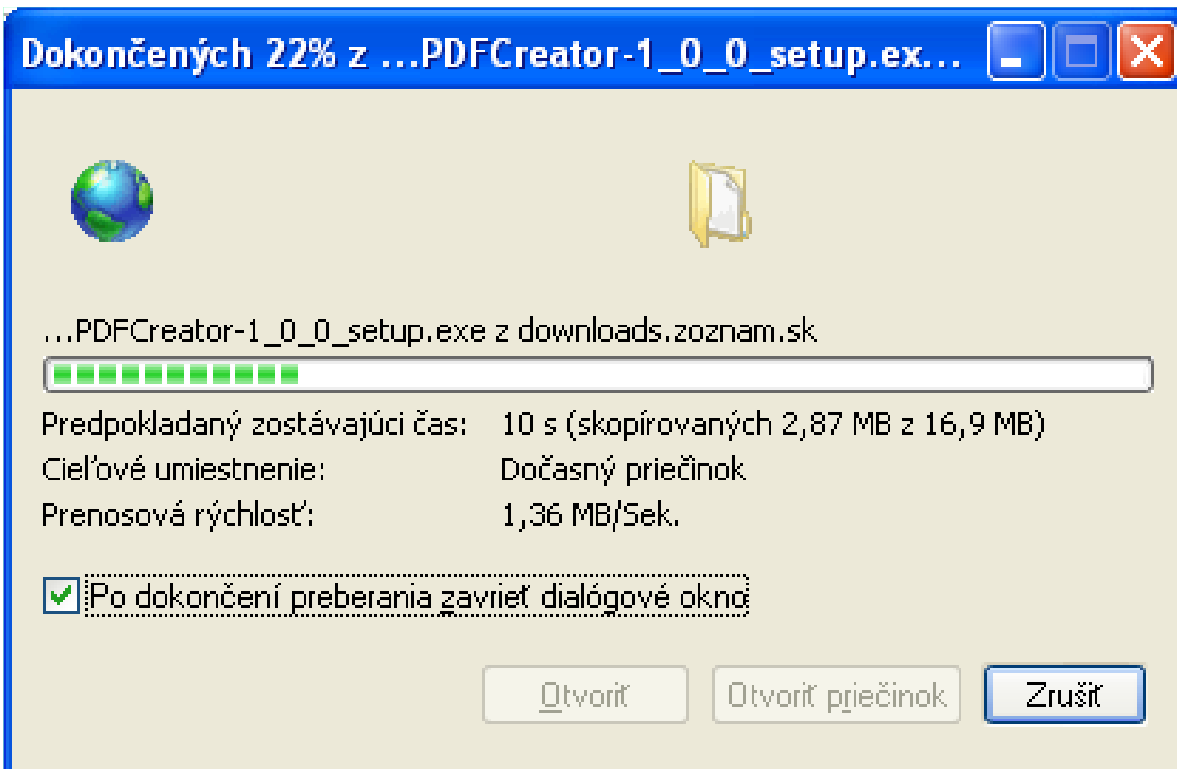 Dokončených 22% z ...PDFCreator-1_0_0_setup.ex...
...PDFCreator-1_0_0_setup.exe z downloads.zoznam.sk
Predpokladaný zostávajúci čas: 10 s (skopírovaných 2,87 MB z 16,9 MB)
Cieľové umiestnenie: Dočasný priečinok
Prenosová rýchlosť: 1,36 MB/Sek.
Po dokončení preberania zavrieť dialógové okno
Otvoriť Otvoriť priečinok Zrušiť